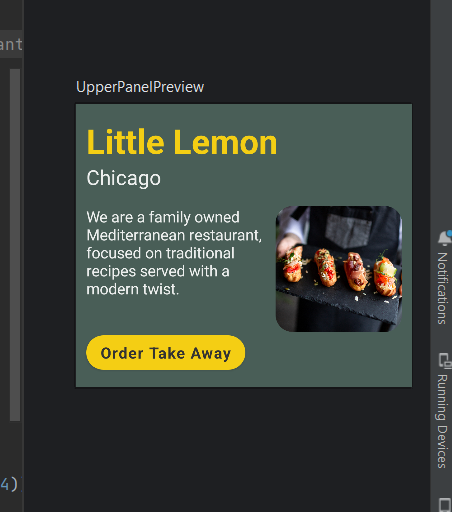 ant
UpperPanelPreview
Little Lemon
Chicago
We are a family owned
Mediterranean restaurant,
focused on traditional
recipes served with a
modern twist.
Order Take Away
4)
Notifications
Running Devices